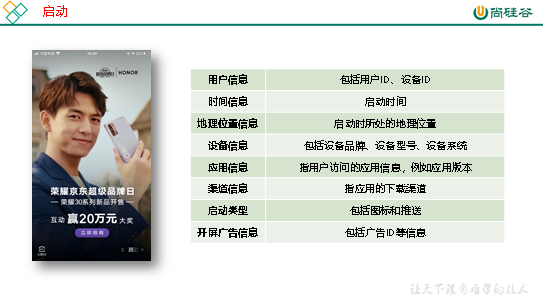 启动
尚硅谷
HONOR
荣耀京东超级品牌日
荣耀30系列新品开售
互动 赢20万元大奖
立即抢购
用户信息 包括用户ID、设备ID
时间信息 启动时间
地理位置信息 启动时所处的地理位置
设备信息 包括设备品牌、设备型号、设备系统
应用信息 指用户访问的应用信息，例如应用版本
渠道信息 指应用的下载渠道
启动类型 包括图标和推送
开屏广告信息 包括广告ID等信息
让天下没有难学的技术